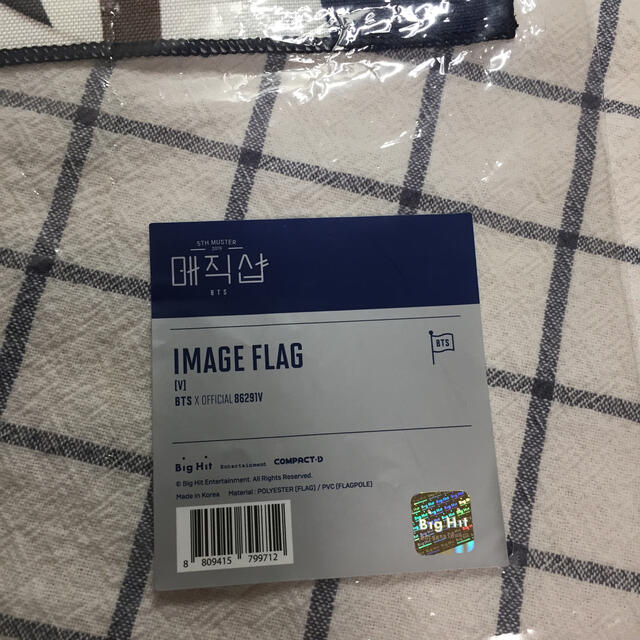 5TH MUSTER
2019
매직샵
BTS
IMAGE FLAG
[V]
BTS X OFFICIAL 86291V
BTS
Big Hit Entertainment COMPACT·D
© Big Hit Entertainment. All Rights Reserved.
Made in Korea Material : POLYESTER [FLAG] / PVC [FLAGPOLE]
8 809415 799712
Big Hit